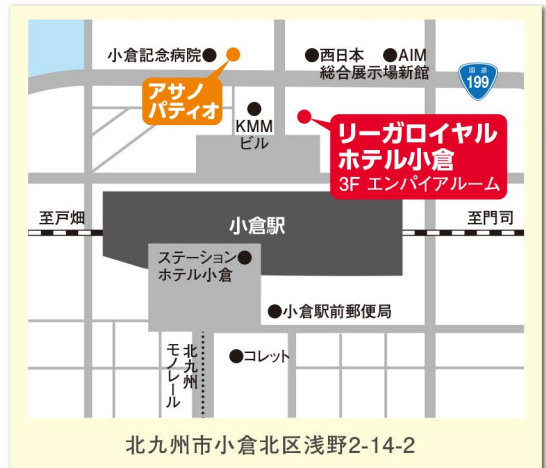 小倉記念病院
西日本
総合展示場新館
AIM
国道
199
アサノ
パティオ
KMM
ビル
リーガロイヤル
ホテル小倉
3F エンパイアルーム
至戸畑
小倉駅
至門司
ステーション
ホテル小倉
小倉駅前郵便局
北九州
モノレール
コレット
北九州市小倉北区浅野2-14-2